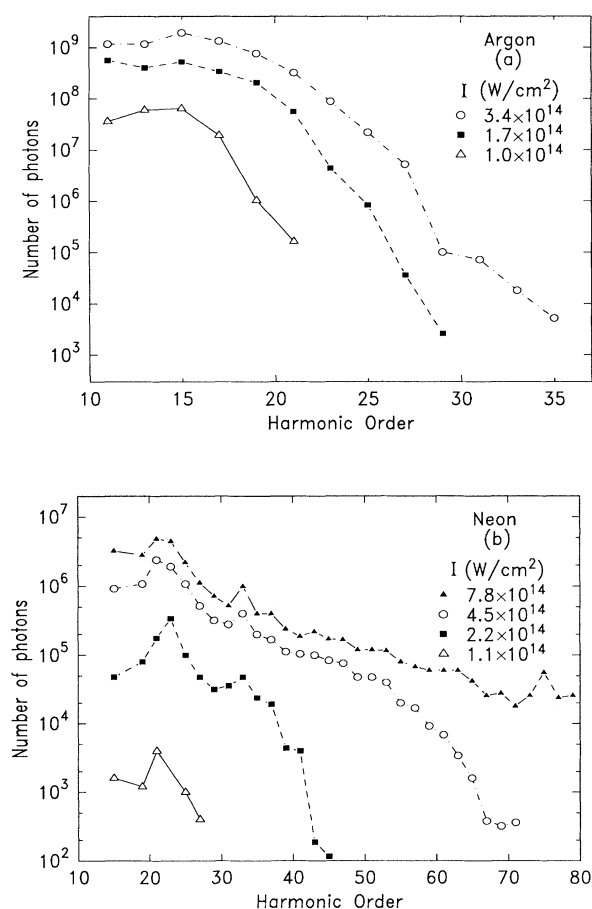 Argon
(a)
I (W/cm²)
3.4×10¹⁴
1.7×10¹⁴
1.0×10¹⁴
Number of photons
10⁹
10⁸
10⁷
10⁶
10⁵
10⁴
10³
10 15 20 25 30 35
Harmonic Order
Neon
(b)
I (W/cm²)
7.8×10¹⁴
4.5×10¹⁴
2.2×10¹⁴
1.1×10¹⁴
Number of photons
10⁷
10⁶
10⁵
10⁴
10³
10²
10 20 30 40 50 60 70 80
Harmonic Order